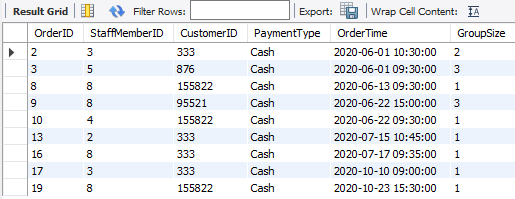 Result Grid Filter Rows: Export: Wrap Cell Content: IA
OrderID StaffMemberID CustomerID PaymentType OrderTime GroupSize
2 3 333 Cash 2020-06-01 10:30:00 2
3 5 876 Cash 2020-06-01 09:30:00 3
8 8 155822 Cash 2020-06-13 09:30:00 1
9 8 95521 Cash 2020-06-22 15:00:00 3
10 4 155822 Cash 2020-06-22 09:30:00 1
13 2 333 Cash 2020-07-15 10:45:00 1
16 8 333 Cash 2020-07-17 09:35:00 1
17 3 333 Cash 2020-10-10 09:00:00 1
19 8 155822 Cash 2020-10-23 15:30:00 1